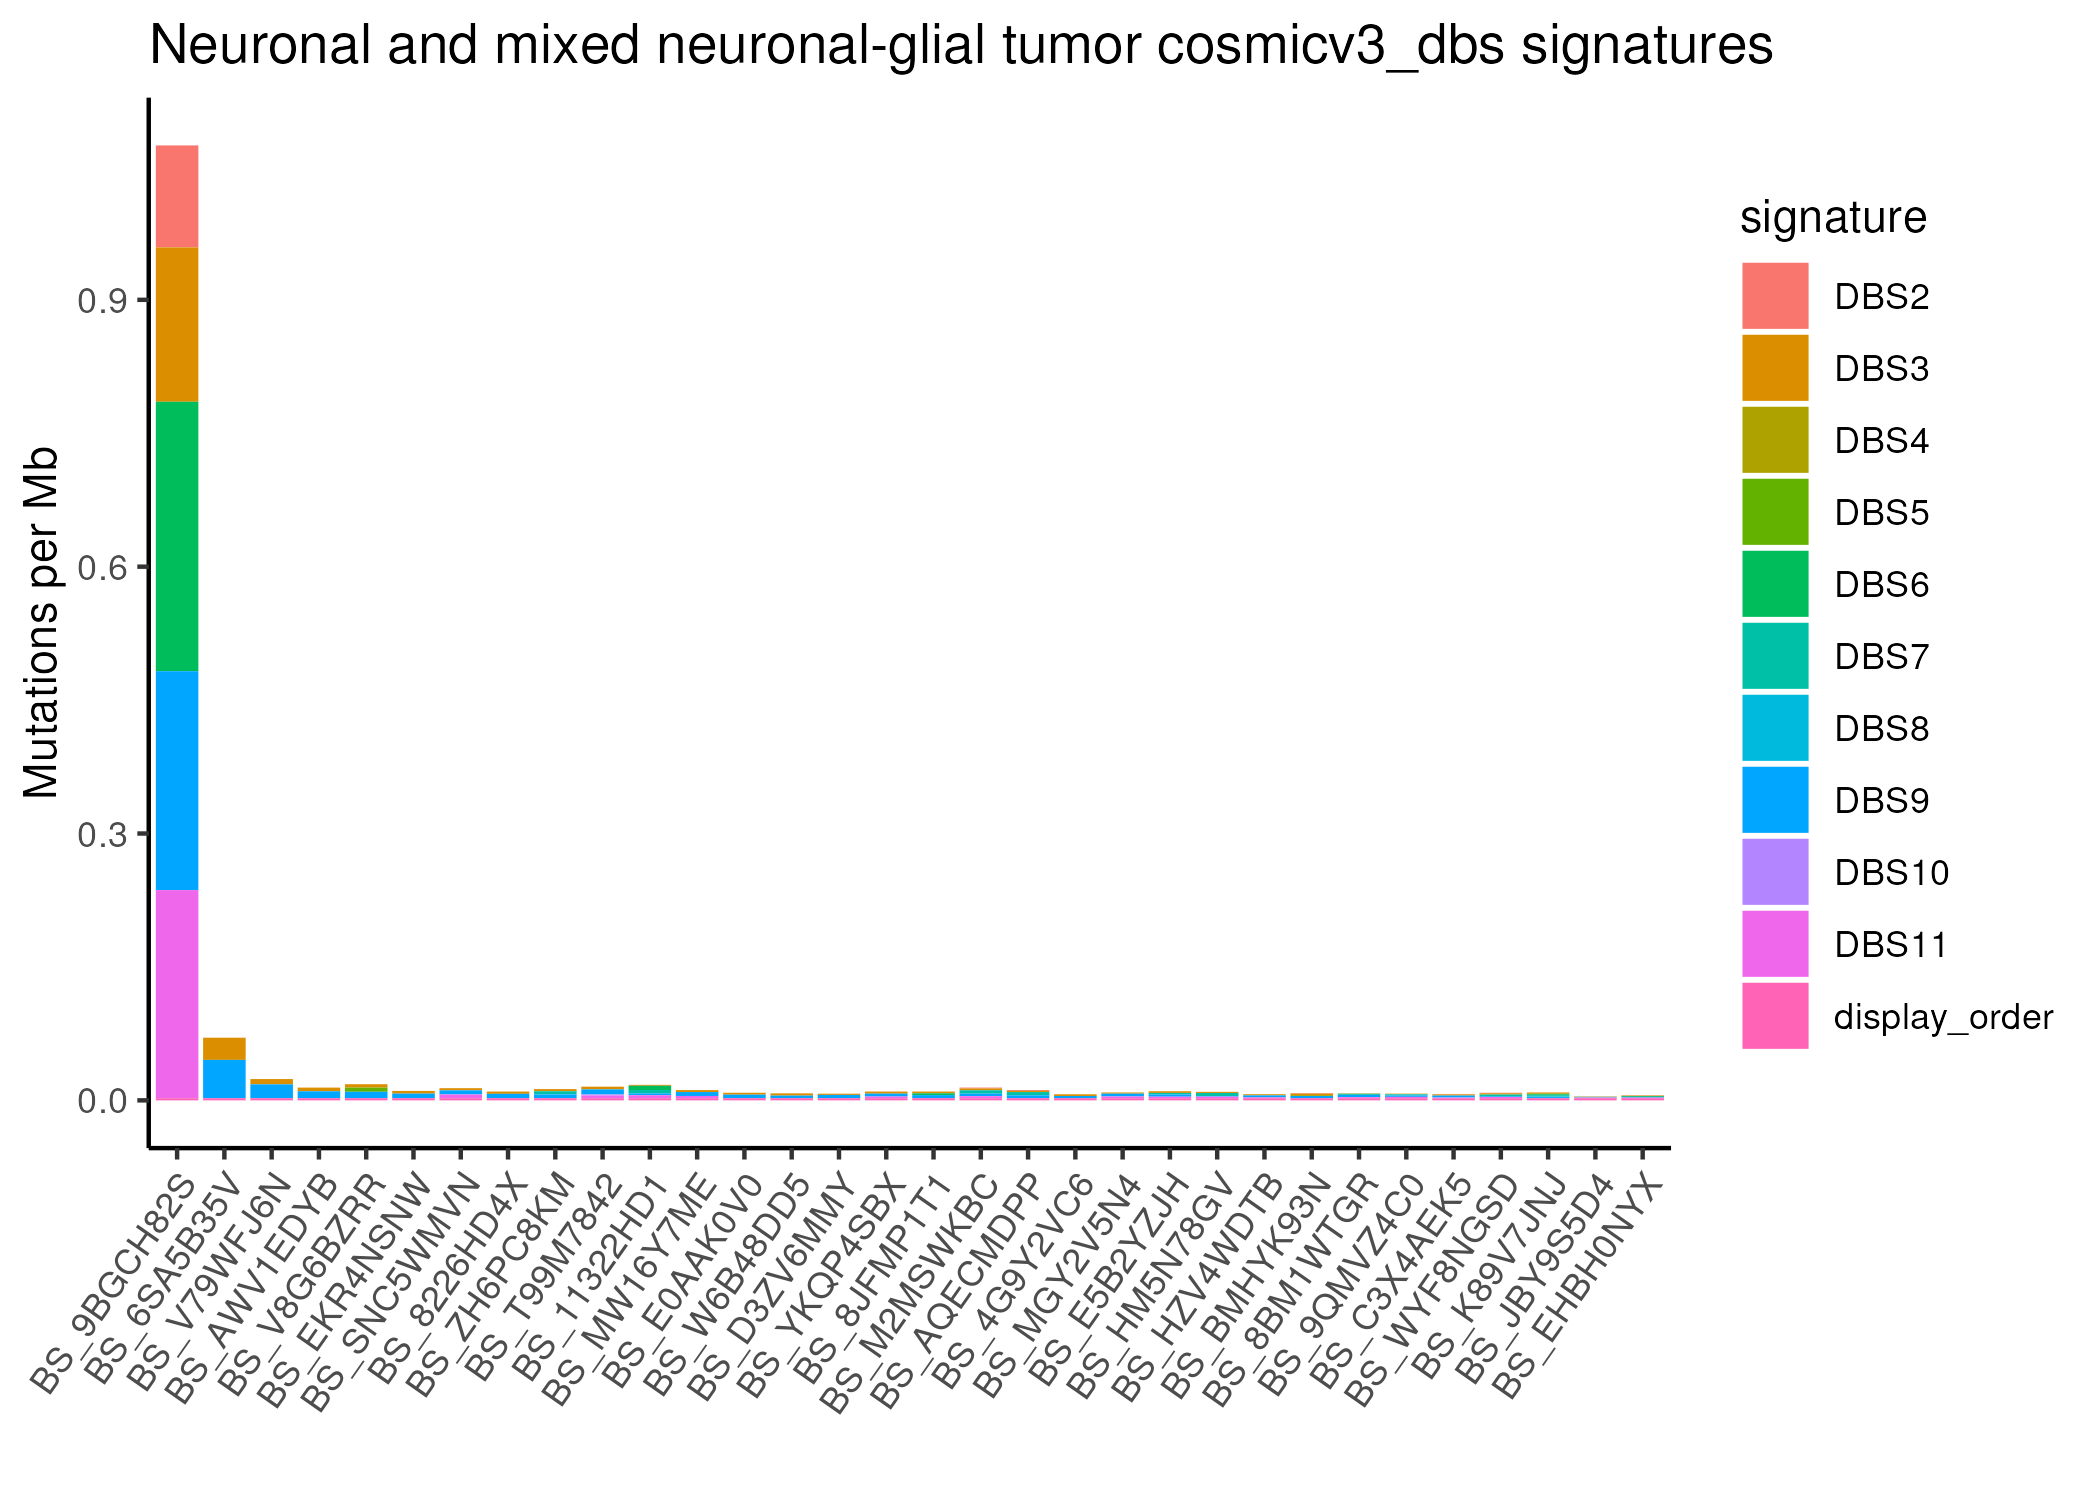 Neuronal and mixed neuronal-glial tumor cosmicv3_dbs signatures
Mutations per Mb
0.9
0.6
0.3
0.0
BS_9BGCH82S
BS_6SA5B35V
BS_V79WFJ6N
BS_AWV1EDYB
BS_V8G6BZRR
BS_EKR4NSNW
BS_SNC5WMVN
BS_8226HD4X
BS_ZH6PC8KM
BS_T99M7842
BS_1322HD1
BS_MW16Y7ME
BS_E0AAK0V0
BS_W6B48DD5
BS_D3ZV6MMY
BS_YKQP4SBX
BS_8JFMP1T1
BS_M2MSWKBC
BS_AQECMDPP
BS_4G9Y2VC6
BS_MGY2V5N4
BS_E5B2YZJH
BS_HM5N78GV
BS_HZV4WDTB
BS_BMHYK93N
BS_8BM1WTGR
BS_9QMVZ4C0
BS_C3X4AEK5
BS_WYF8NGSD
BS_K89V7JNJ
BS_JBY9S5D4
BS_EHBH0NYX
signature
DBS2
DBS3
DBS4
DBS5
DBS6
DBS7
DBS8
DBS9
DBS10
DBS11
display_order